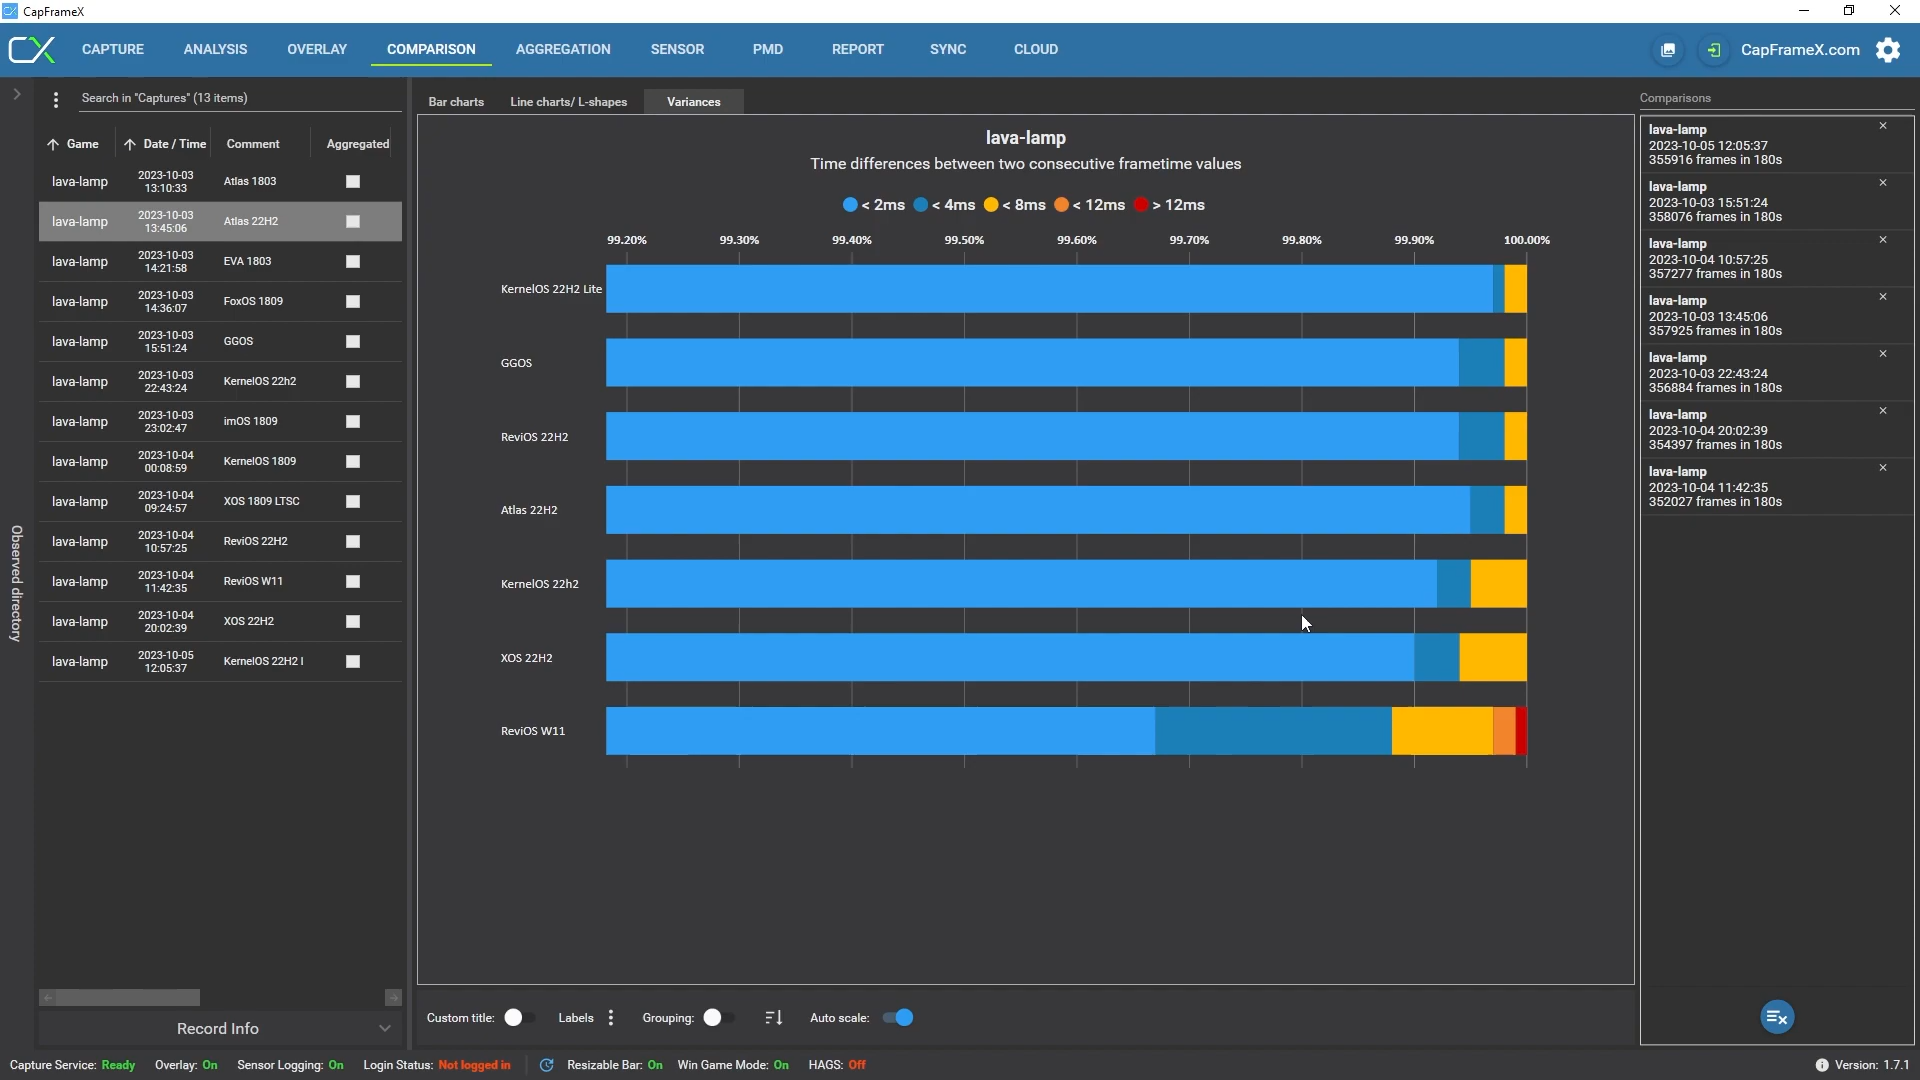 CapFrameX
CX CAPTURE ANALYSIS OVERLAY COMPARISON AGGREGATION SENSOR PMD REPORT SYNC CLOUD CapFrameX.com
Search in "Captures" (13 items)
Game Date / Time Comment Aggregated
lava-lamp 2023-10-03 13:10:33 Atlas 1803
lava-lamp 2023-10-03 13:45:06 Atlas 22H2
lava-lamp 2023-10-03 14:21:58 EVA 1803
lava-lamp 2023-10-03 14:36:07 FoxOS 1809
lava-lamp 2023-10-03 15:51:24 GGOS
lava-lamp 2023-10-03 22:43:24 KernelOS 22h2
lava-lamp 2023-10-03 23:02:47 imOS 1809
lava-lamp 2023-10-04 00:08:59 KernelOS 1809
lava-lamp 2023-10-04 09:24:57 XOS 1809 LTSC
lava-lamp 2023-10-04 10:57:25 ReviOS 22H2
lava-lamp 2023-10-04 11:42:35 ReviOS W11
lava-lamp 2023-10-04 20:02:39 XOS 22H2
lava-lamp 2023-10-05 12:05:37 KernelOS 22H2 l
Observed directory
Record Info
Bar charts Line charts/ L-shapes Variances
lava-lamp
Time differences between two consecutive frametime values
< 2ms < 4ms < 8ms < 12ms > 12ms
99.20% 99.30% 99.40% 99.50% 99.60% 99.70% 99.80% 99.90% 100.00%
KernelOS 22H2 Lite
GGOS
ReviOS 22H2
Atlas 22H2
KernelOS 22h2
XOS 22H2
ReviOS W11
Custom title: Labels Grouping: Auto scale:
Comparisons
lava-lamp
2023-10-05 12:05:37
355916 frames in 180s
lava-lamp
2023-10-03 15:51:24
358076 frames in 180s
lava-lamp
2023-10-04 10:57:25
357277 frames in 180s
lava-lamp
2023-10-03 13:45:06
357925 frames in 180s
lava-lamp
2023-10-03 22:43:24
356884 frames in 180s
lava-lamp
2023-10-04 20:02:39
354397 frames in 180s
lava-lamp
2023-10-04 11:42:35
352027 frames in 180s
Capture Service: Ready Overlay: On Sensor Logging: On Login Status: Not logged in Resizable Bar: On Win Game Mode: On HAGS: Off Version: 1.7.1